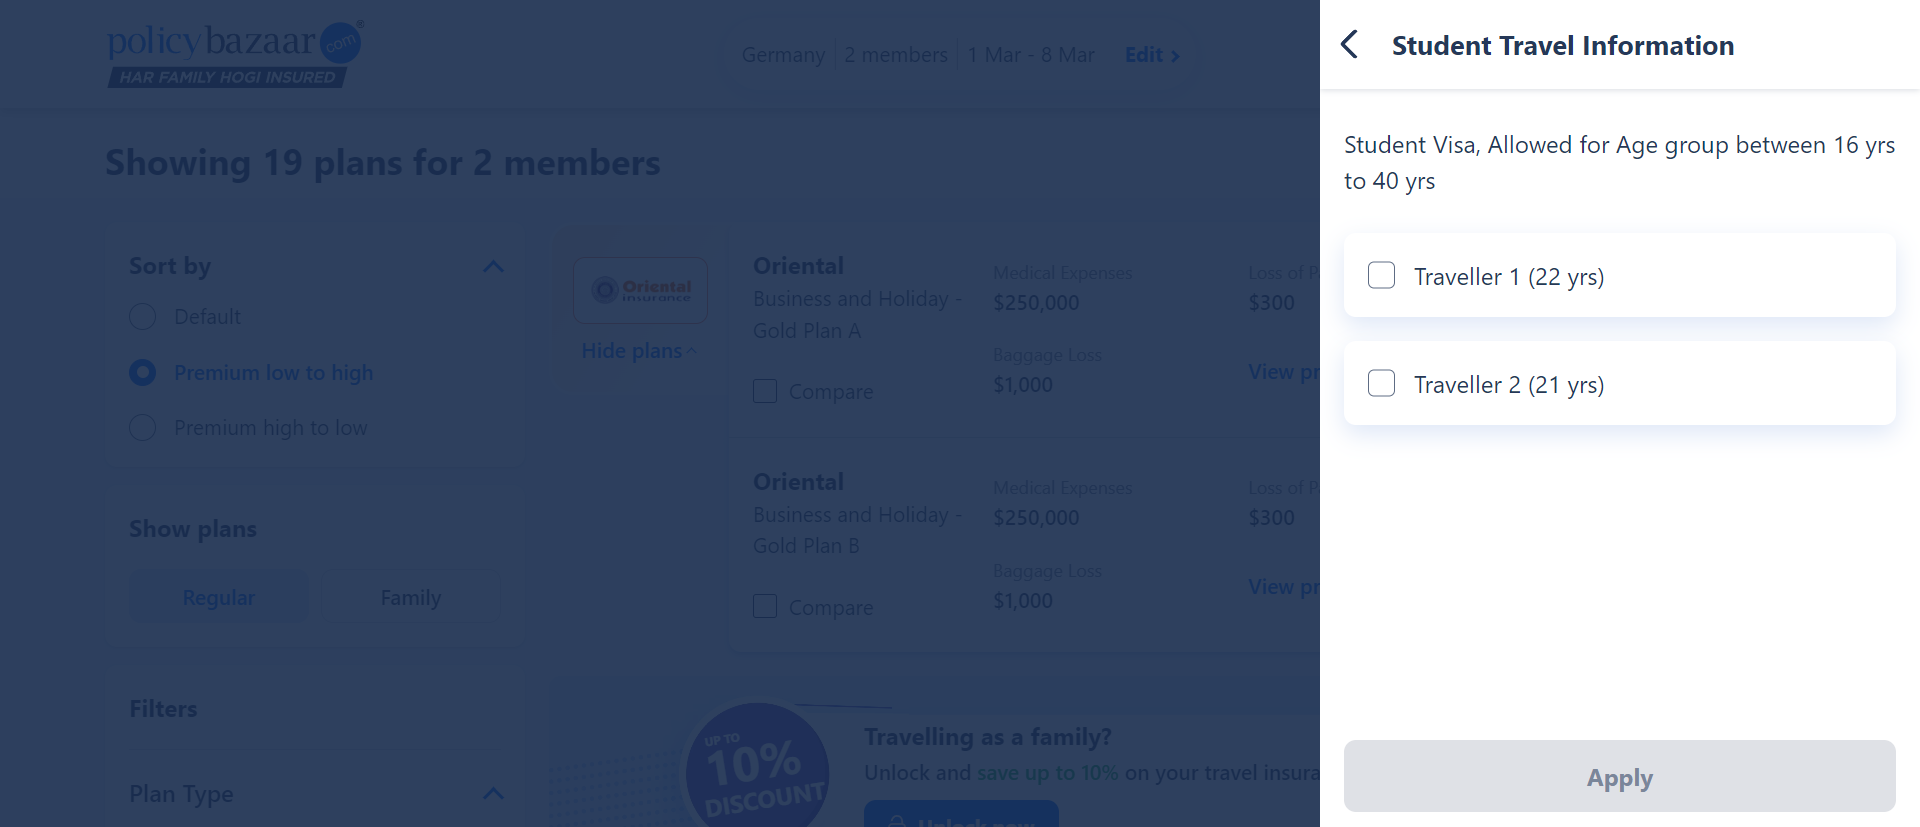 policybazaar com
HAR FAMILY HOGI INSURED
Germany 2 members 1 Mar - 8 Mar Edit
Showing 19 plans for 2 members
Sort by
Default
Premium low to high
Premium high to low
Show plans
Regular Family
Filters
Plan Type
Oriental
insurance
Hide plans
Oriental
Business and Holiday -
Gold Plan A
Compare
Medical Expenses
$250,000
Baggage Loss
$1,000
Loss of
$300
View
Oriental
Business and Holiday -
Gold Plan B
Compare
Medical Expenses
$250,000
Baggage Loss
$1,000
Loss of
$300
View
UP TO
10%
DISCOUNT
Travelling as a family?
Unlock and save up to 10% on your travel
Unlock now
Student Travel Information
Student Visa, Allowed for Age group between 16 yrs
to 40 yrs
Traveller 1 (22 yrs)
Traveller 2 (21 yrs)
Apply